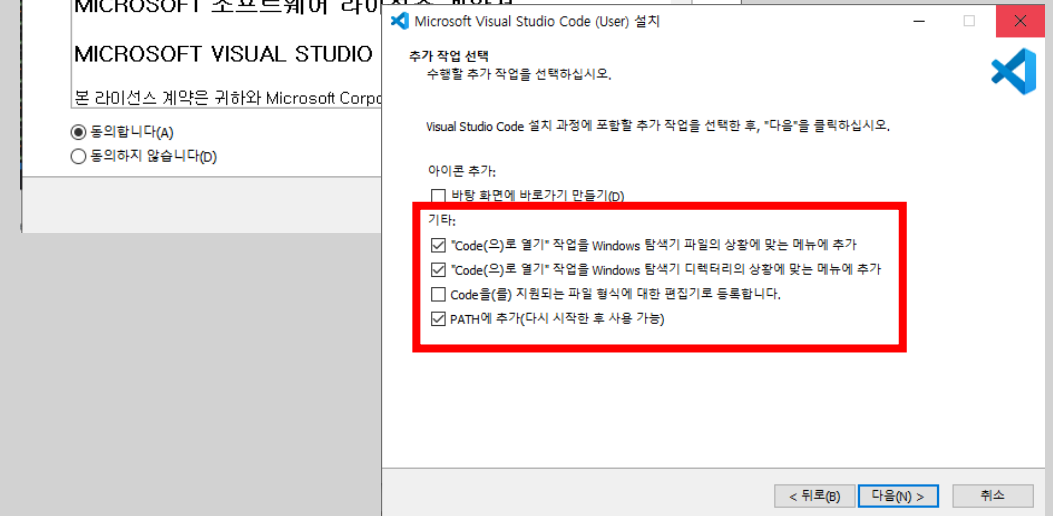 MICROSOFT 소프트웨어
MICROSOFT VISUAL STUDIO
본 라이선스 계약은 귀하와 Microsoft Corpo
동의합니다(A)
동의하지 않습니다(D)
Microsoft Visual Studio Code (User) 설치
추가 작업 선택
수행할 추가 작업을 선택하십시오.
Visual Studio Code 설치 과정에 포함할 추가 작업을 선택한 후, "다음"을 클릭하십시오.
아이콘 추가:
바탕 화면에 바로가기 만들기(D)
기타:
"Code(으)로 열기" 작업을 Windows 탐색기 파일의 상황에 맞는 메뉴에 추가
"Code(으)로 열기" 작업을 Windows 탐색기 디렉터리의 상황에 맞는 메뉴에 추가
Code을(를) 지원되는 파일 형식에 대한 편집기로 등록합니다.
PATH에 추가(다시 시작한 후 사용 가능)
< 뒤로(B)
다음(N) >
취소